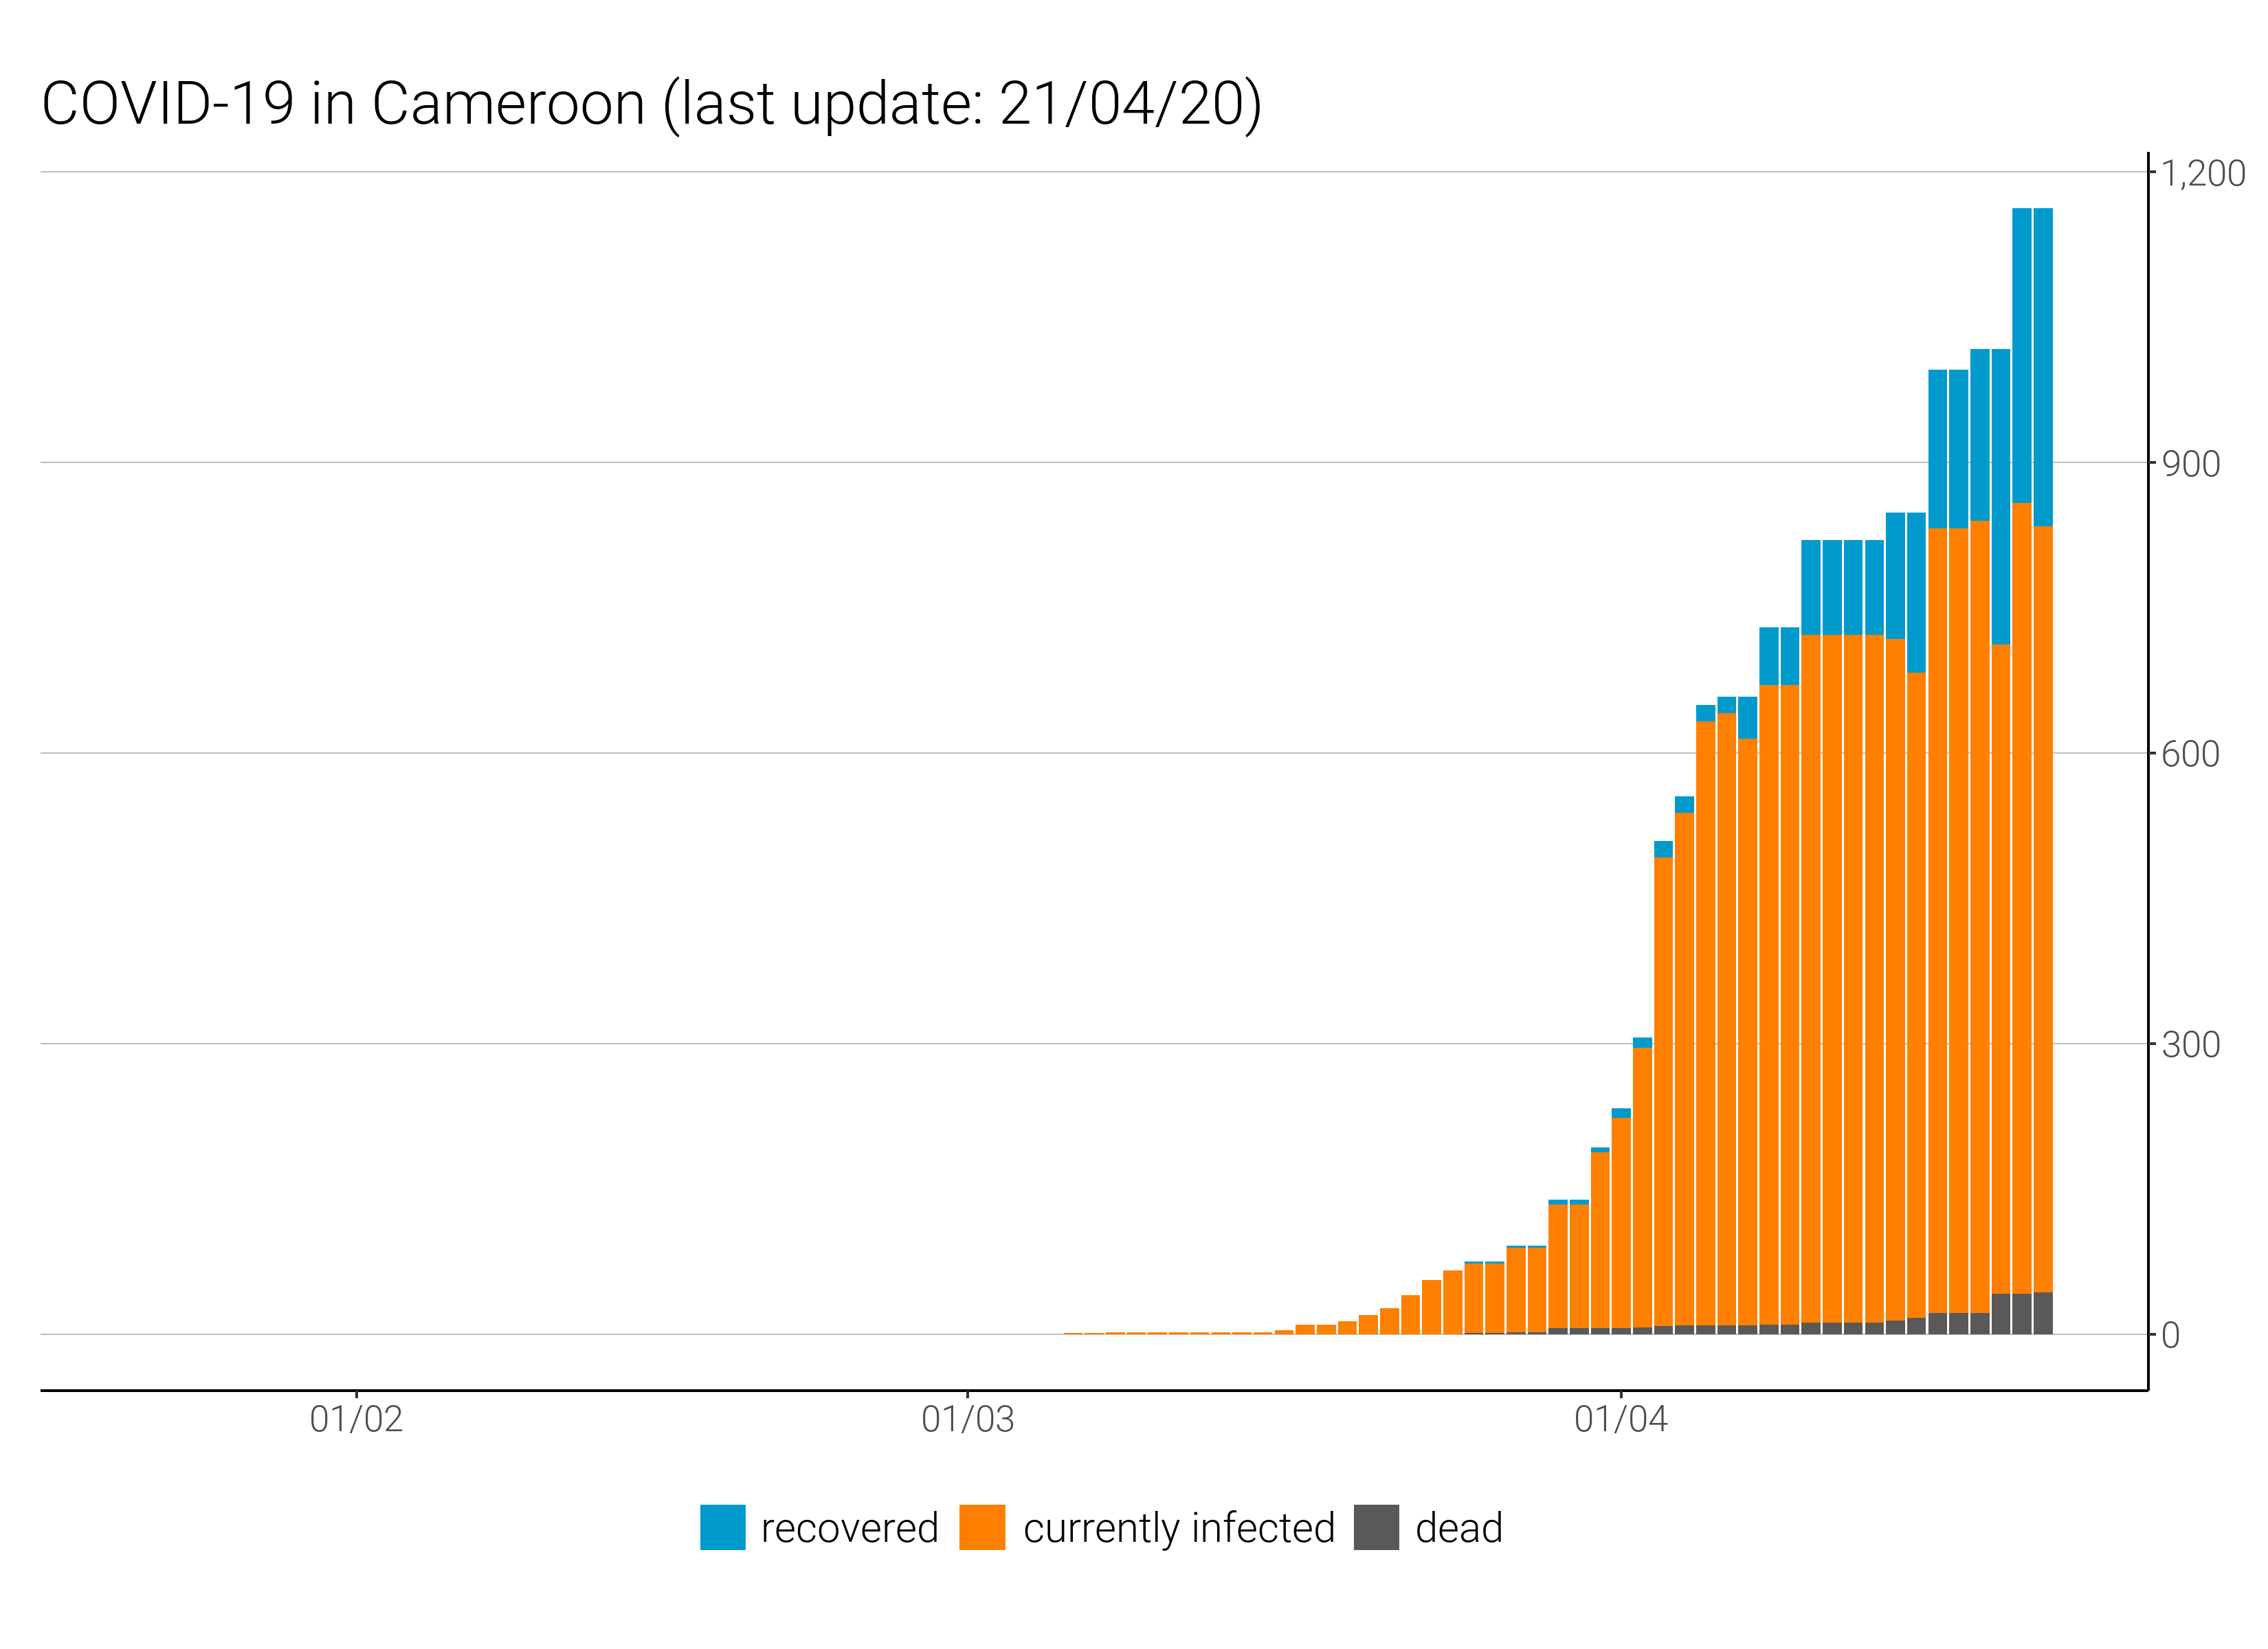 COVID-19 in Cameroon (last update: 21/04/20)
1,200
900
600
300
0
01/02 01/03 01/04
recovered currently infected dead